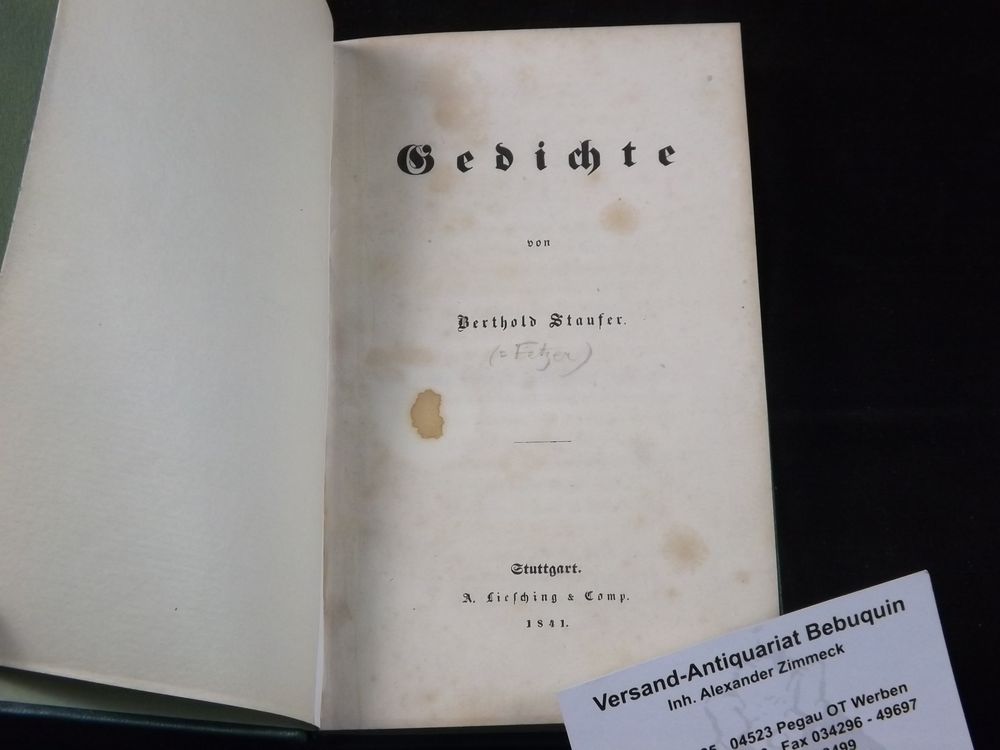 Gedichte
von
Berthold Staufer.
(= Fetzer)
Stuttgart.
A. Liesching & Comp.
1841.
Versand-Antiquariat Bebuquin
Inh. Alexander Zimmeck
04523 Pegau OT Werben
Fax 034296 - 49697